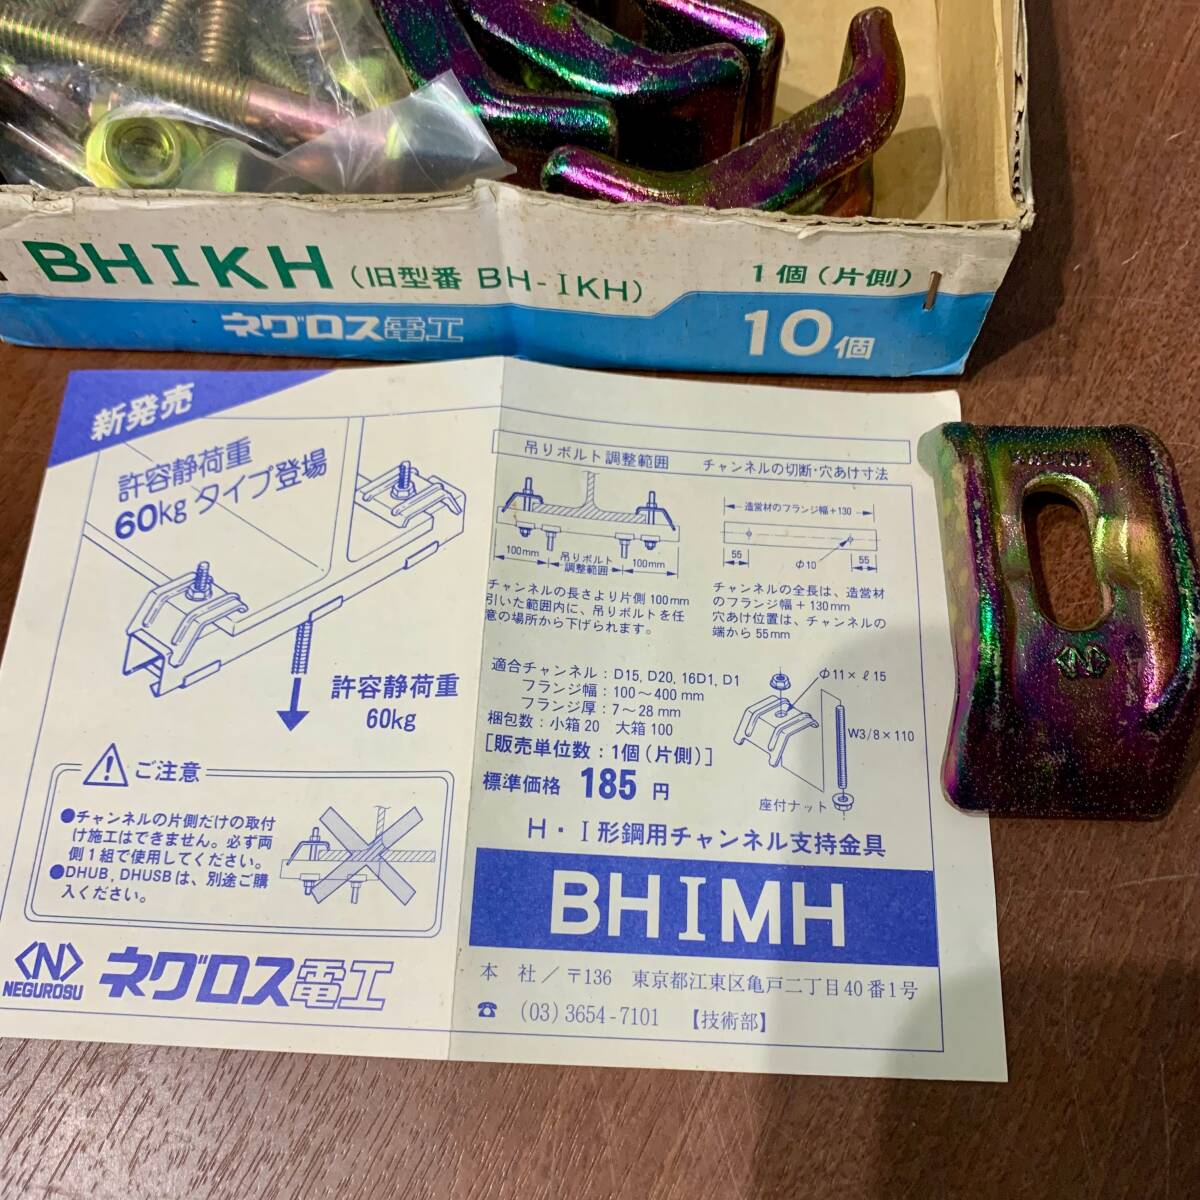 BHIKH (旧型番 BH-IKH) 1個(片側)
ネグロス電工 10個
新発売
許容静荷重
60kgタイプ登場
許容静荷重
60kg
ご注意
●チャンネルの片側だけの取付
け施工はできません。必ず両
側1組で使用してください。
●DHUB, DHUSBは、別途ご購
入ください。
NEGUROSU ネグロス電工
吊りボルト調整範囲 チャンネルの切断・穴あけ寸法
100mm 吊りボルト 調整範囲 100mm
造営材のフランジ幅+130
55 φ10 55
チャンネルの長さより片側100mm
引いた範囲内に、吊りボルトを任
意の場所から下げられます。
チャンネルの全長は、造営材
のフランジ幅+130mm
穴あけ位置は、チャンネルの
端から55mm
適合チャンネル:D15, D20, 16D1, D1
フランジ幅:100〜400mm
フランジ厚:7〜28mm
梱包数:小箱20 大箱100
[販売単位数:1個(片側)]
標準価格 185 円
φ11×ℓ15
W3/8×110
座付ナット
H・I形鋼用チャンネル支持金具
BHIMH
本 社/〒136 東京都江東区亀戸二丁目40番1号
☎ (03)3654-7101 【技術部】
N